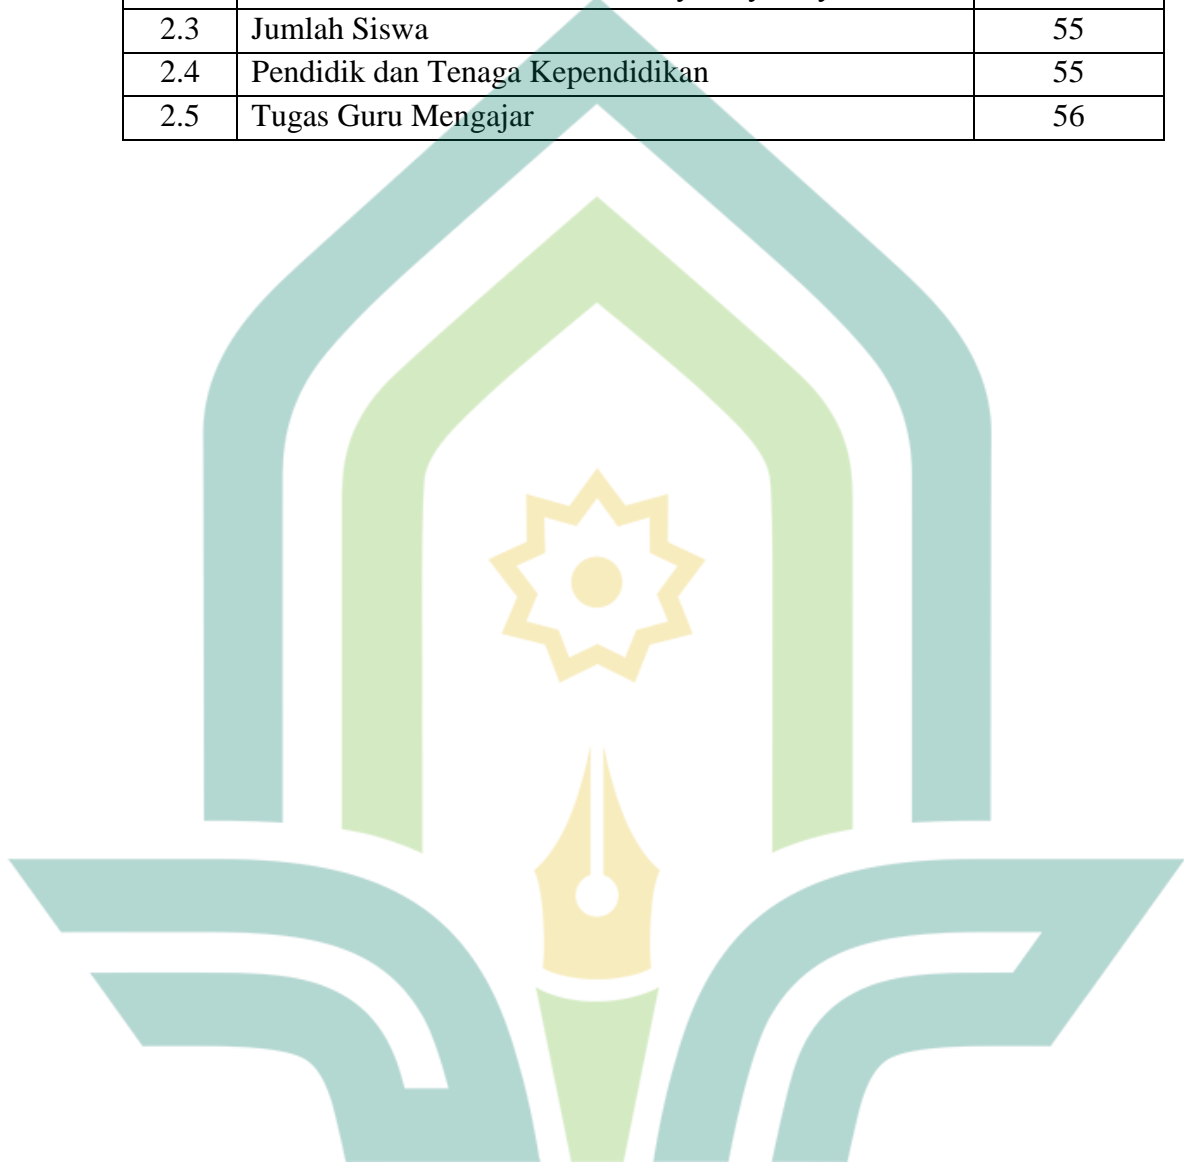 2.3 Jumlah Siswa 55
2.4 Pendidik dan Tenaga Kependidikan 55
2.5 Tugas Guru Mengajar 56